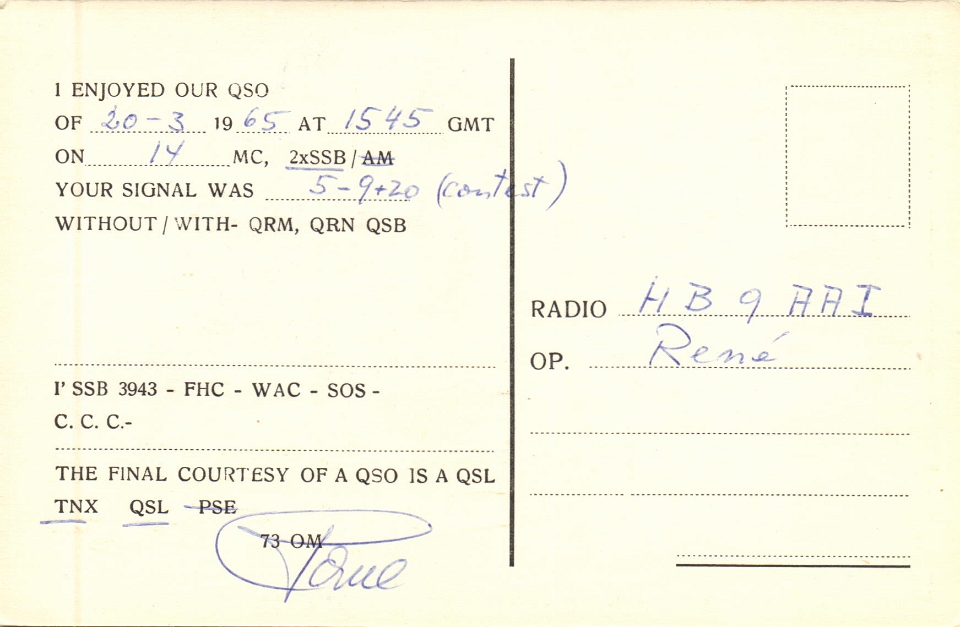 I ENJOYED OUR QSO
OF 20-3 1965 AT 1545 GMT
ON 14 MC, 2xSSB / AM
YOUR SIGNAL WAS 5-9+20 (contest)
WITHOUT / WITH- QRM, QRN QSB
I' SSB 3943 - FHC - WAC - SOS -
C. C. C.-
THE FINAL COURTESY OF A QSO IS A QSL
TNX QSL PSE
73 OM
RADIO HB9AAI
OP. René